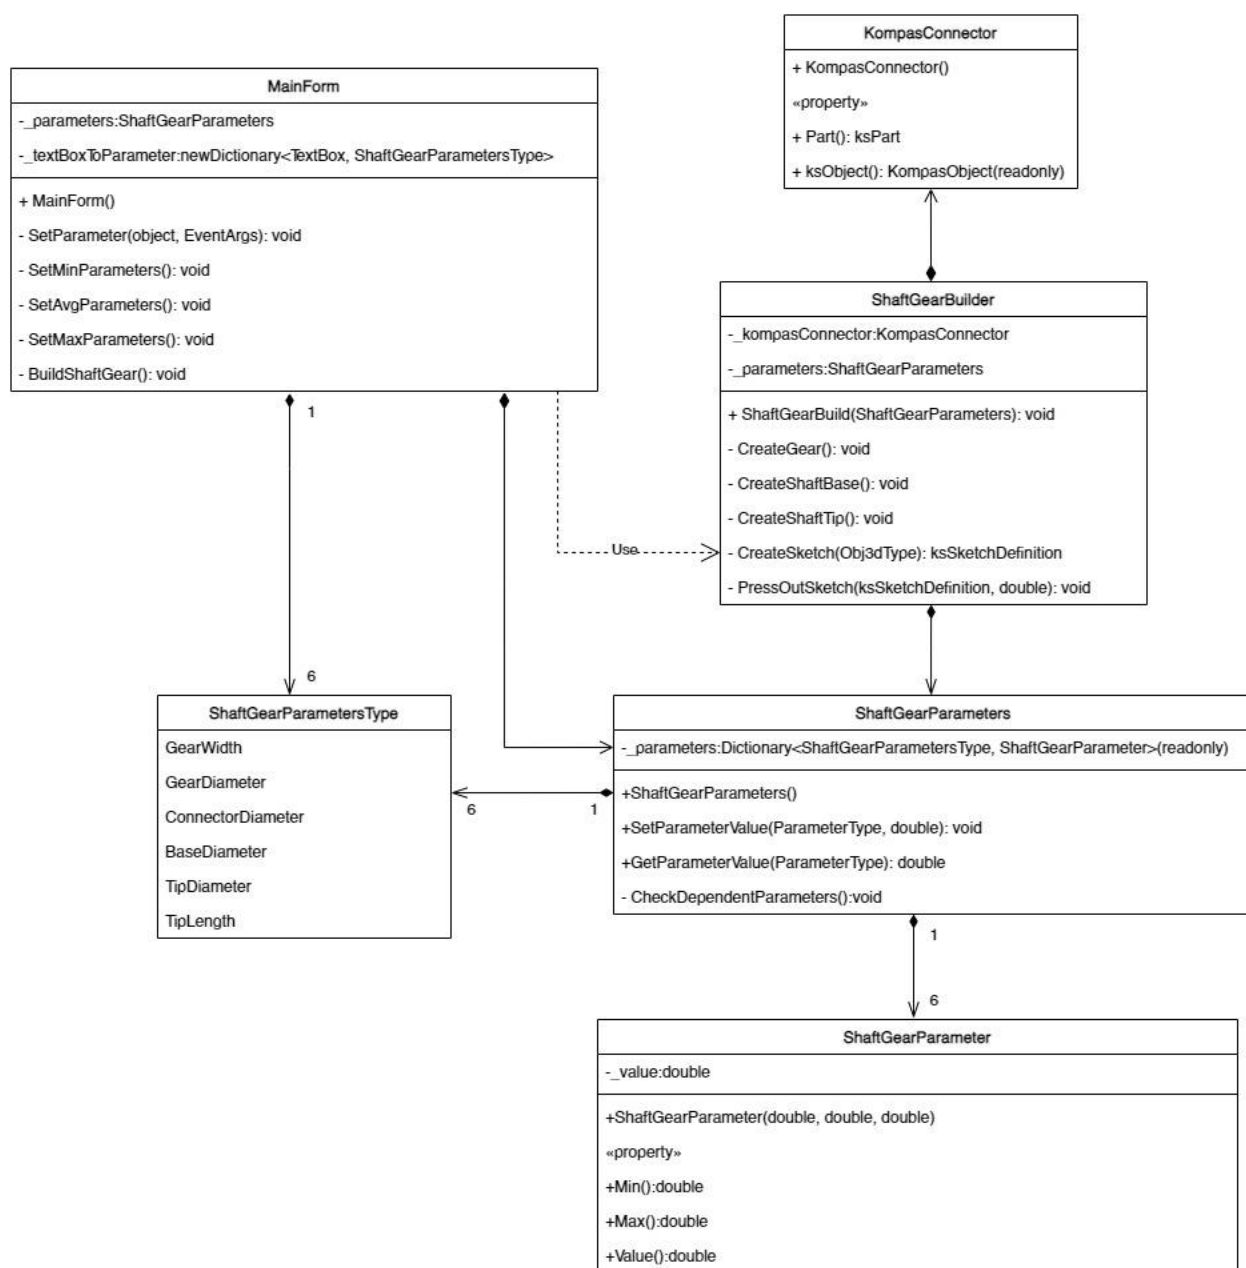 KompasConnector
+ KompasConnector()
«property»
+ Part(): ksPart
+ ksObject(): KompasObject(readonly)
MainForm
-_parameters:ShaftGearParameters
-_textBoxToParameter:newDictionary<TextBox, ShaftGearParametersType>
+ MainForm()
- SetParameter(object, EventArgs): void
- SetMinParameters(): void
- SetAvgParameters(): void
- SetMaxParameters(): void
- BuildShaftGear(): void
ShaftGearBuilder
-_kompasConnector:KompasConnector
-_parameters:ShaftGearParameters
+ ShaftGearBuild(ShaftGearParameters): void
- CreateGear(): void
- CreateShaftBase(): void
- CreateShaftTip(): void
- CreateSketch(Obj3dType): ksSketchDefinition
- PressOutSketch(ksSketchDefinition, double): void
1
Use
6
ShaftGearParametersType
GearWidth
GearDiameter
ConnectorDiameter
BaseDiameter
TipDiameter
TipLength
6
1
ShaftGearParameters
-_parameters:Dictionary<ShaftGearParametersType, ShaftGearParameter>(readonly)
+ShaftGearParameters()
+SetParameterValue(ParameterType, double): void
+GetParameterValue(ParameterType): double
- CheckDependentParameters():void
1
6
ShaftGearParameter
-_value:double
+ShaftGearParameter(double, double, double)
«property»
+Min():double
+Max():double
+Value():double